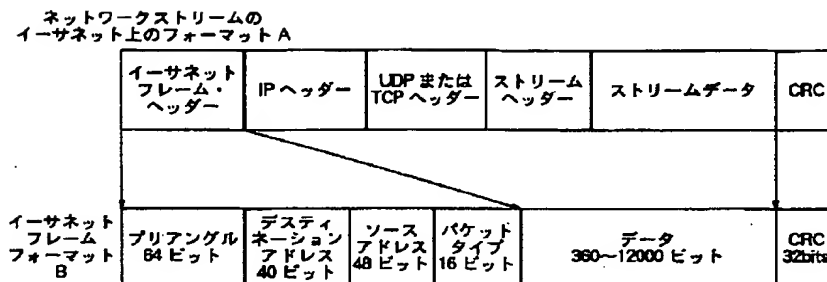 ネットワークストリームの
イーサネット上のフォーマットA
イーサネット
フレーム・
ヘッダー
IPヘッダー
UDPまたは
TCPヘッダー
ストリーム
ヘッダー
ストリームデータ
CRC
イーサネット
フレーム
フォーマット
B
プリアングル
64ビット
デスティ
ネーション
アドレス
40ビット
ソース
アドレス
48ビット
パケット
タイプ
16ビット
データ
360〜12000ビット
CRC
32bits